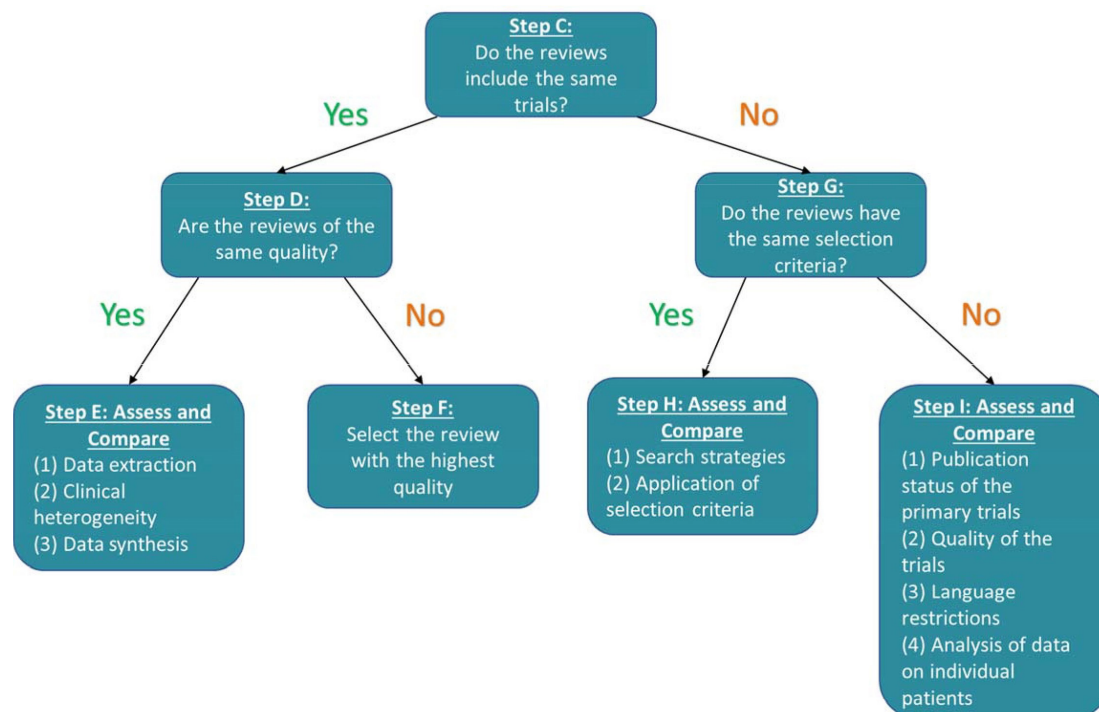 Step C:
Do the reviews
include the same
trials?
Yes
No
Step D:
Are the reviews of the
same quality?
Step G:
Do the reviews have
the same selection
criteria?
Yes
No
Yes
No
Step E: Assess and
Compare
(1) Data extraction
(2) Clinical
heterogeneity
(3) Data synthesis
Step F:
Select the review
with the highest
quality
Step H: Assess and
Compare
(1) Search strategies
(2) Application of
selection criteria
Step I: Assess and
Compare
(1) Publication
status of the
primary trials
(2) Quality of the
trials
(3) Language
restrictions
(4) Analysis of data
on individual
patients